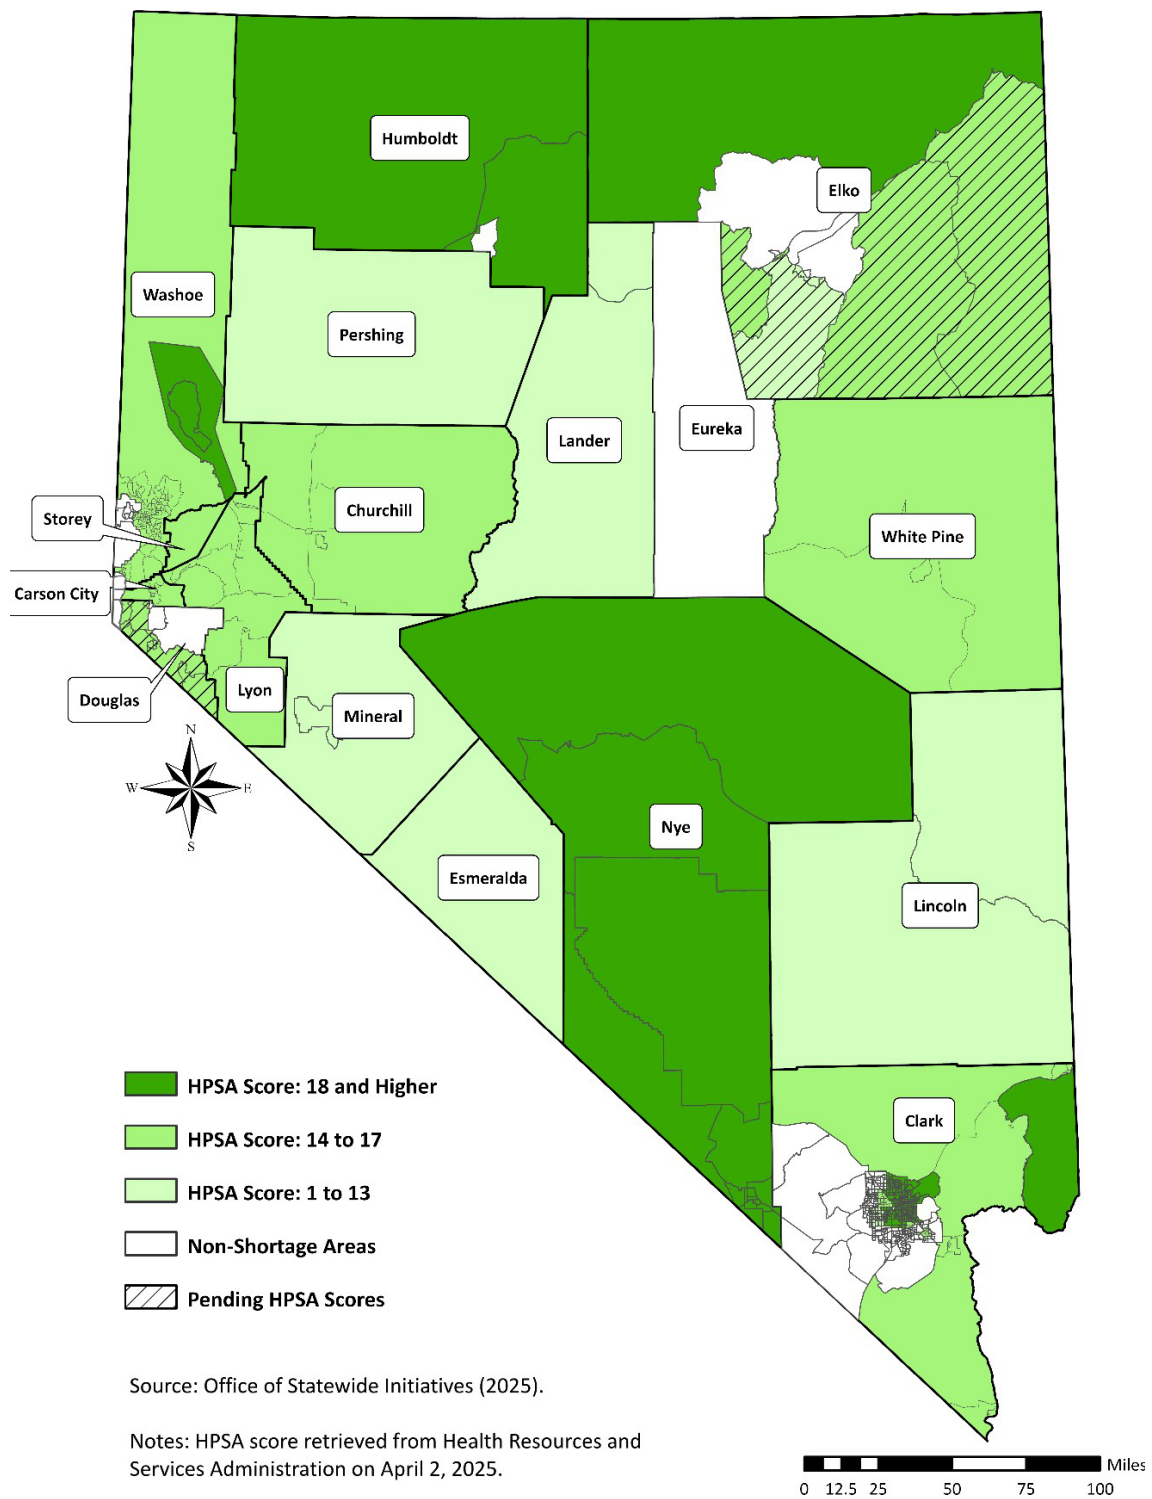 Humboldt
Elko
Washoe
Pershing
Lander
Eureka
Storey
Churchill
White Pine
Carson City
Douglas
Lyon
Mineral
N
W
E
S
Nye
Esmeralda
Lincoln
Clark
HPSA Score: 18 and Higher
HPSA Score: 14 to 17
HPSA Score: 1 to 13
Non-Shortage Areas
Pending HPSA Scores
Source: Office of Statewide Initiatives (2025).
Notes: HPSA score retrieved from Health Resources and
Services Administration on April 2, 2025.
Miles
0 12.5 25 50 75 100